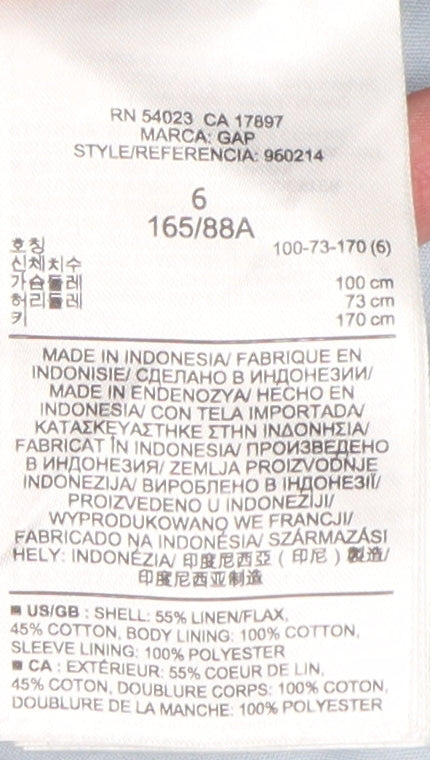 RN 54023 CA 17897
MARCA: GAP
STYLE/REFERENCIA: 960214
6
165/88A
호칭 100-73-170 (6)
신체치수
가슴둘레 100 cm
허리둘레 73 cm
키 170 cm
MADE IN INDONESIA/ FABRIQUE EN
INDONISIE/ СДЕЛАНО В ИНДОНЕЗИИ/
MADE IN ENDENOZYA/ HECHO EN
INDONESIA/ CON TELA IMPORTADA/
ΚΑΤΑΣΚΕΥΑΣΤΗΚΕ ΣΤΗΝ ΙΝΔΟΝΗΣΙΑ/
FABRICAT ÎN INDONESIA/ ПРОИЗВЕДЕНО
В ИНДОНЕЗИЯ/ ZEMLJA PROIZVODNJE
INDONEZIJA/ ВИРОБЛЕНО В ІНДОНЕЗІЇ/
PROIZVEDENO U INDONEZIJI/
WYPRODUKOWANO WE FRANCJI/
FABRICADO NA INDONÉSIA/ SZÁRMAZÁSI
HELY: INDONÉZIA/ 印度尼西亞 ( 印尼 ) 製造/
印度尼西亚制造
US/GB : SHELL: 55% LINEN/FLAX,
45% COTTON, BODY LINING: 100% COTTON,
SLEEVE LINING: 100% POLYESTER
CA : EXTÉRIEUR: 55% COEUR DE LIN,
45% COTON, DOUBLURE CORPS: 100% COTON,
DOUBLURE DE LA MANCHE: 100% POLYESTER